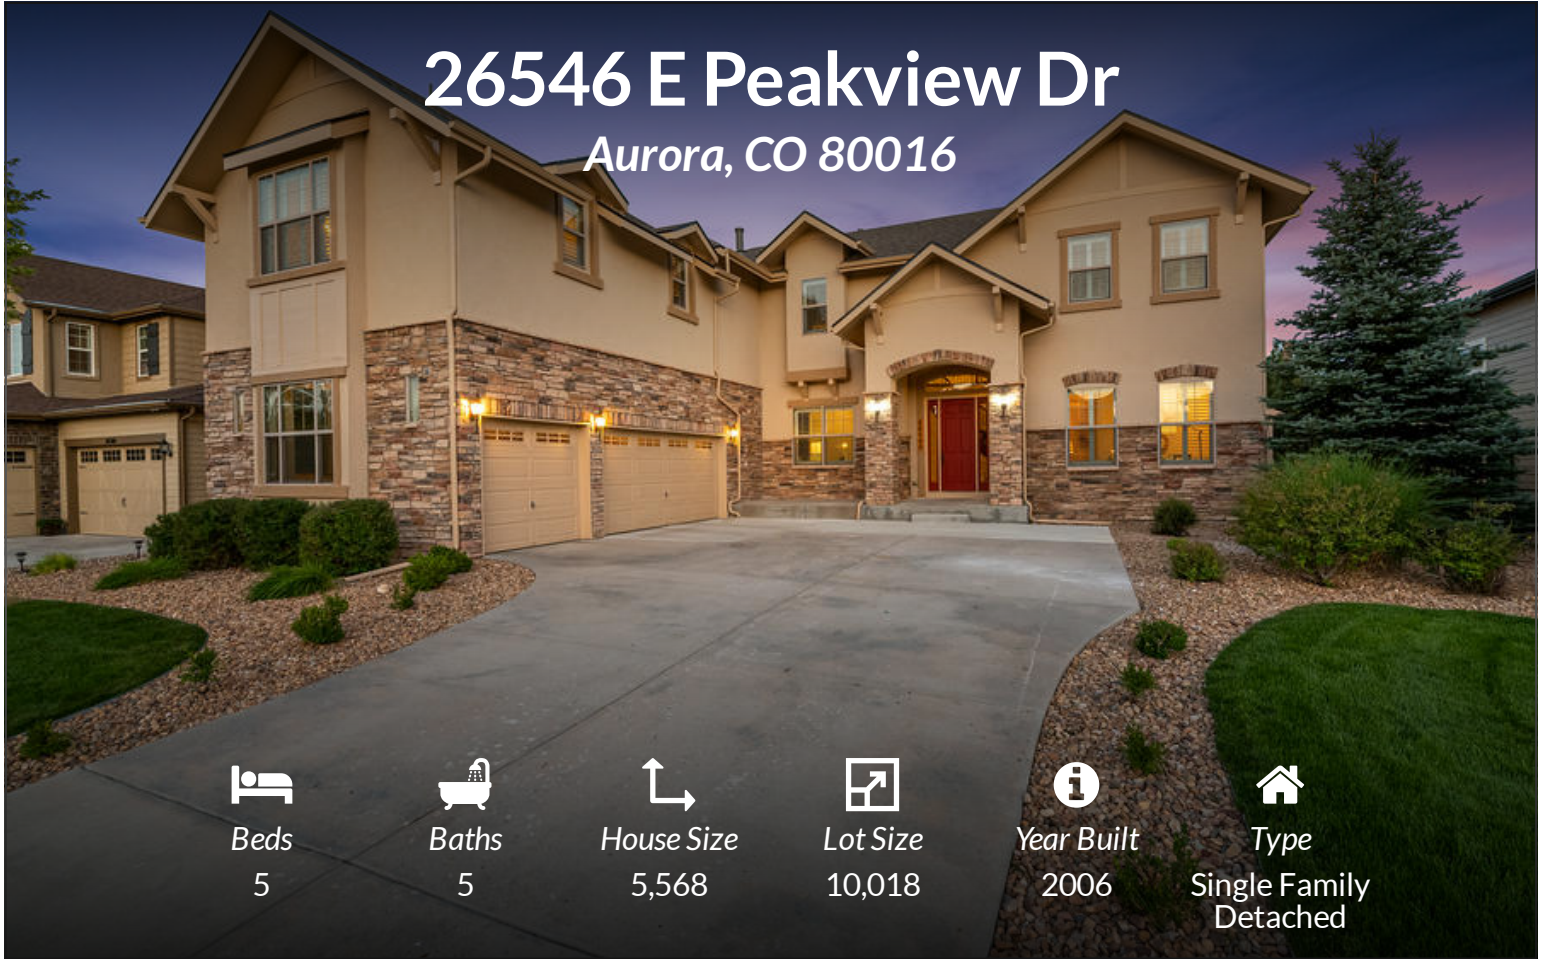 26546 E Peakview Dr
Aurora, CO 80016
Beds
5
Baths
5
House Size
5,568
Lot Size
10,018
Year Built
2006
Type
Single Family
Detached